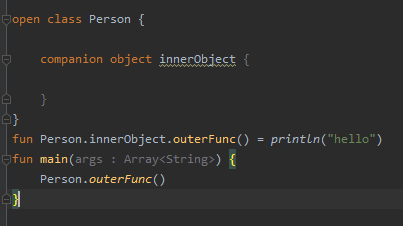 open class Person {
companion object innerObject {
}
}
fun Person.innerObject.outerFunc() = println("hello")
fun main(args : Array<String>) {
Person.outerFunc()
}